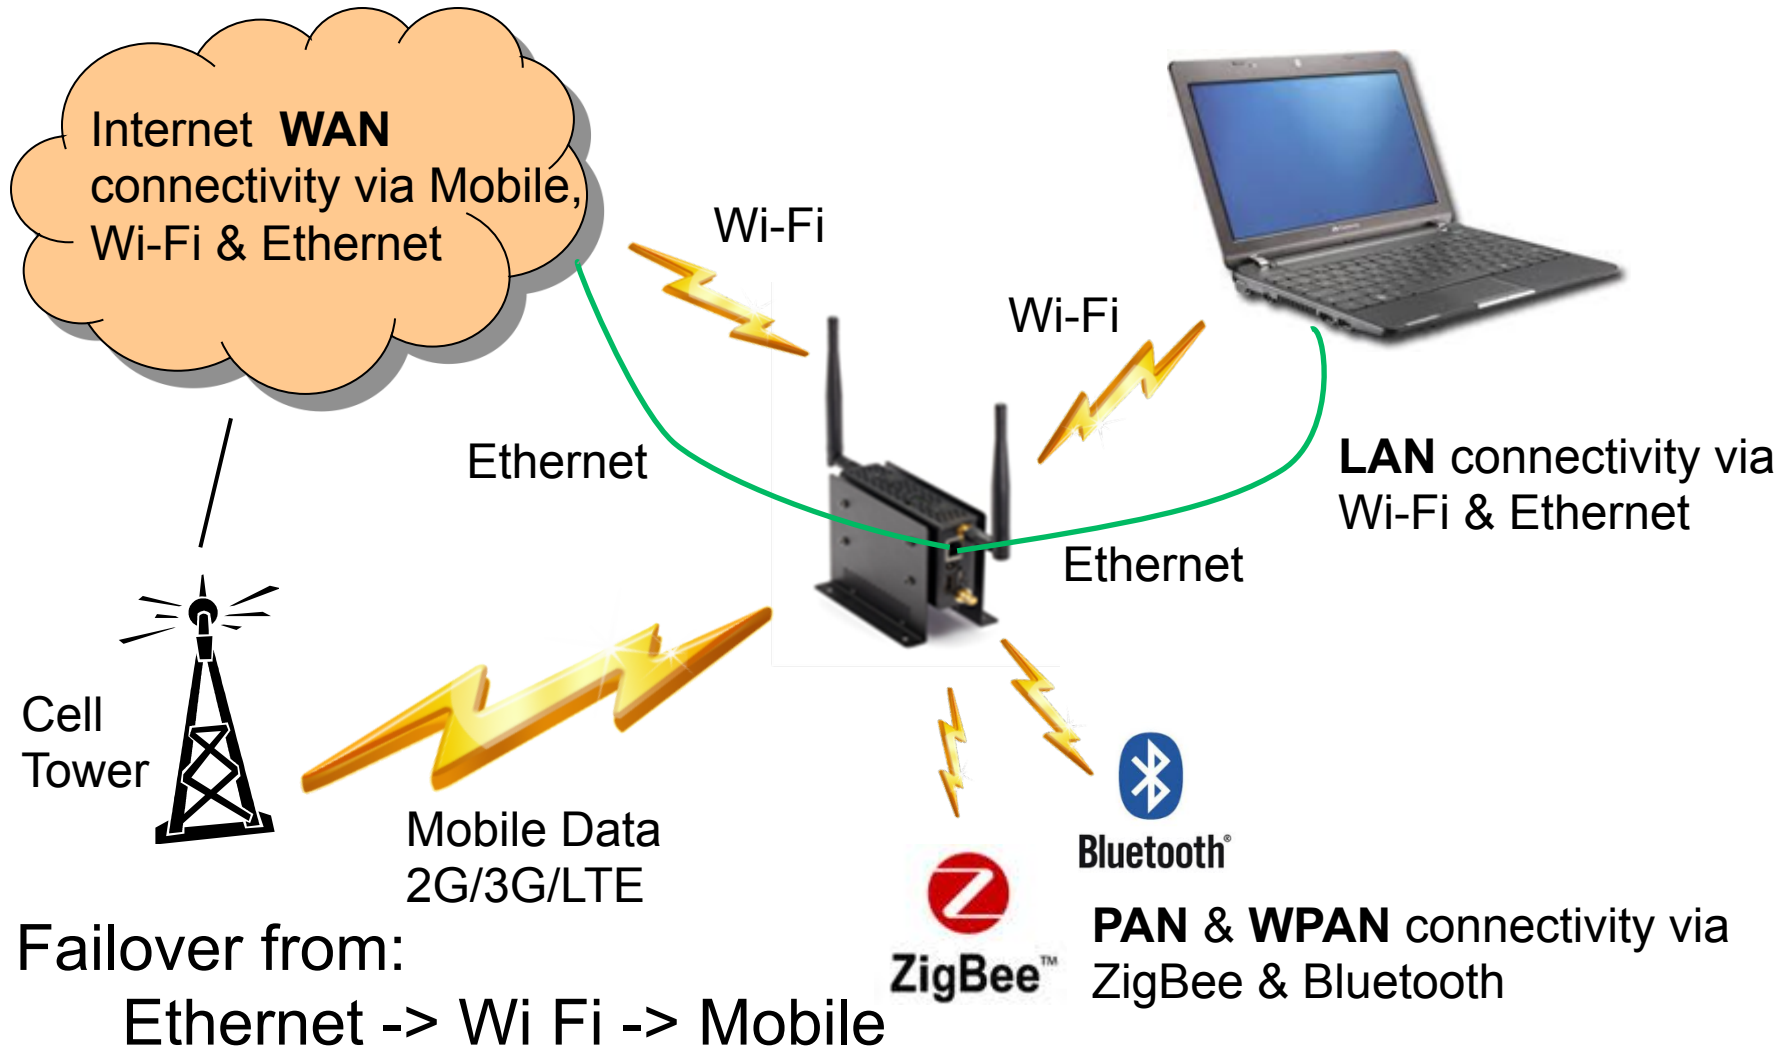 Internet WAN
connectivity via Mobile,
Wi-Fi & Ethernet
Wi-Fi
Wi-Fi
Ethernet
LAN connectivity via
Wi-Fi & Ethernet
Ethernet
Cell
Tower
Mobile Data
2G/3G/LTE
Bluetooth®
ZigBee™
PAN & WPAN connectivity via
ZigBee & Bluetooth
Failover from:
Ethernet -> Wi Fi -> Mobile